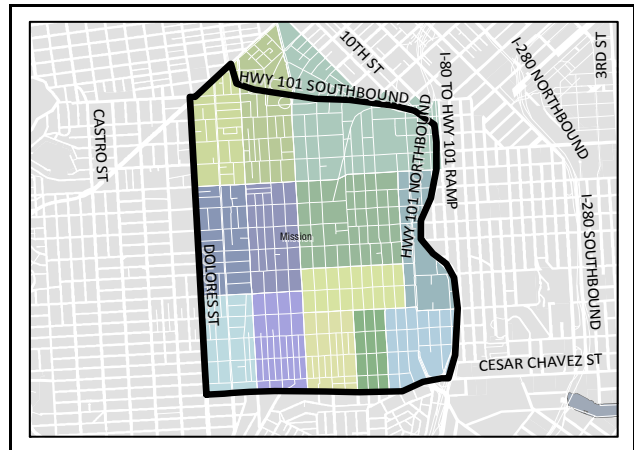 10TH ST
3RD ST
I-280 NORTHBOUND
I-80 TO HWY 101 RAMP
HWY 101 SOUTHBOUND
CASTRO ST
HWY 101 NORTHBOUND
Mission
DOLORES ST
I-280 SOUTHBOUND
CESAR CHAVEZ ST